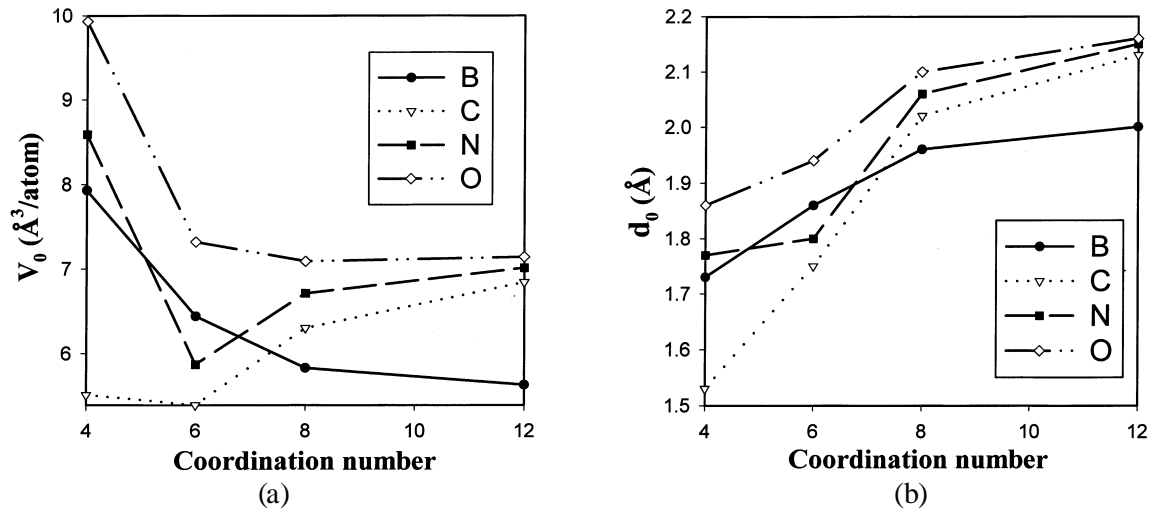 10
9
8
7
6
V₀ (Å³/atom)
B
C
N
O
4
6
8
10
12
Coordination number
(a)
2.2
2.1
2.0
1.9
1.8
1.7
1.6
1.5
d₀ (Å)
B
C
N
O
4
6
8
10
12
Coordination number
(b)